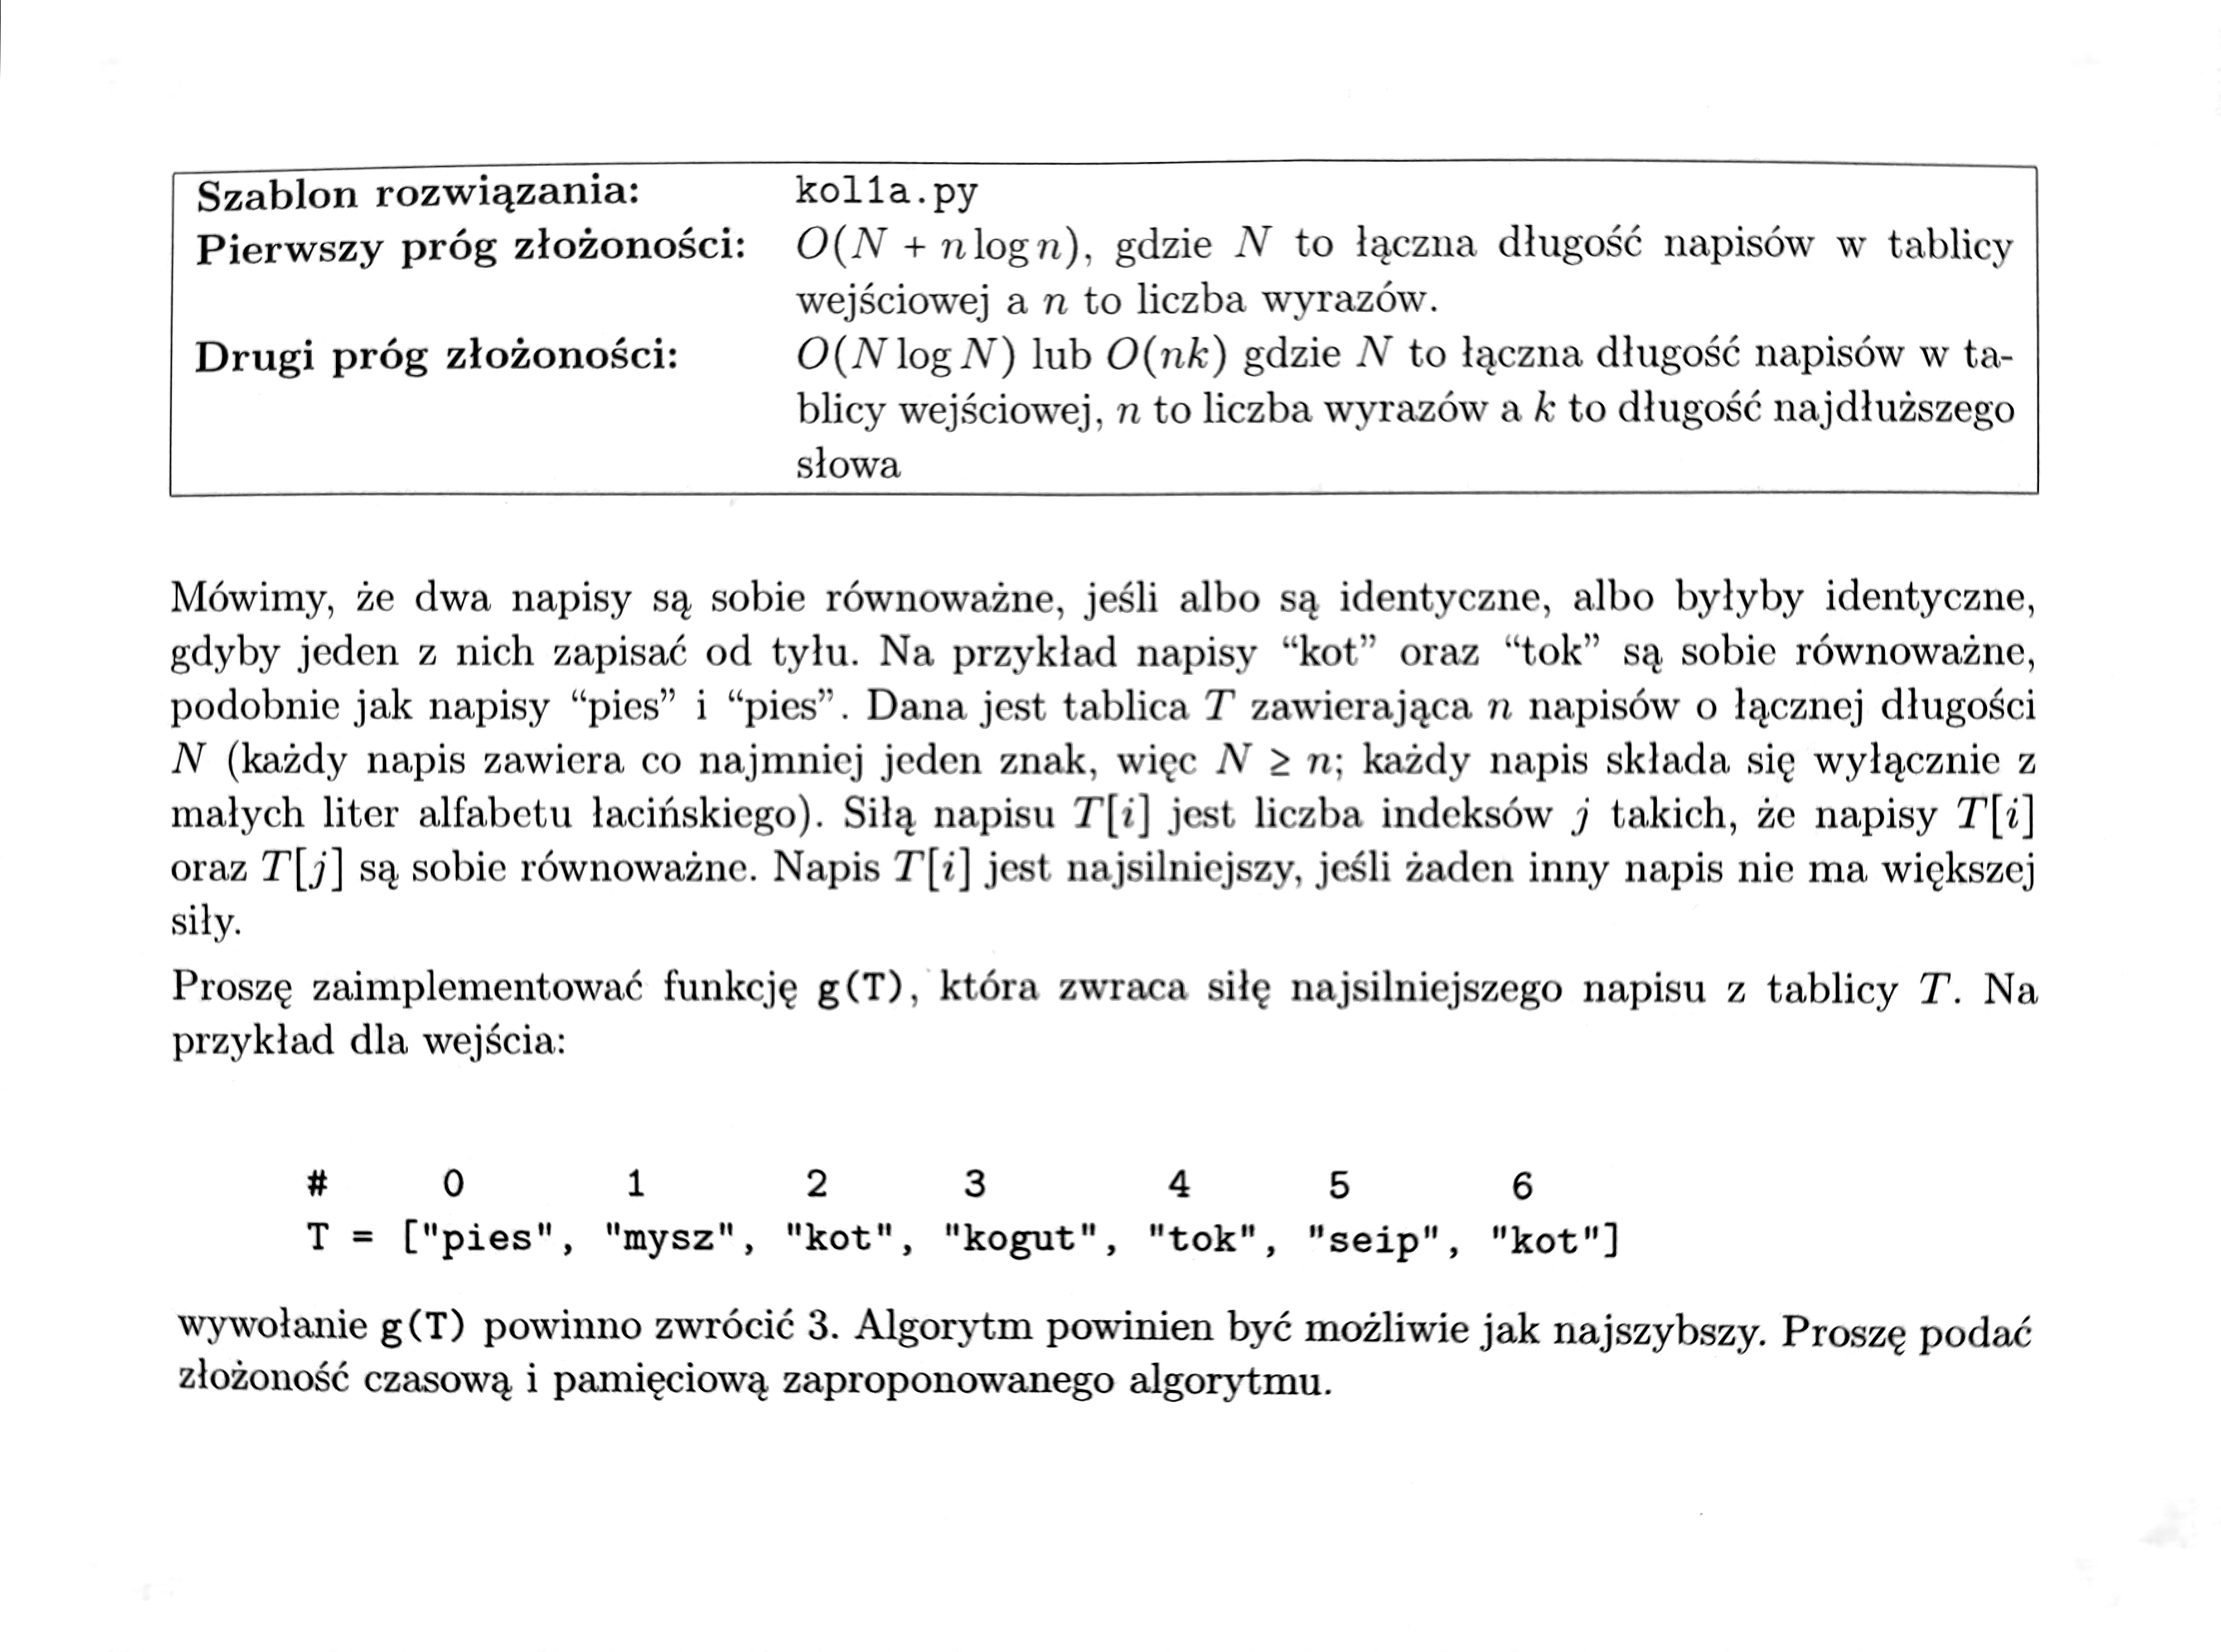 Szablon rozwiązania: kol1a.py
Pierwszy próg złożoności: O(N + n log n), gdzie N to łączna długość napisów w tablicy
wejściowej a n to liczba wyrazów.
Drugi próg złożoności: O(N log N) lub O(nk) gdzie N to łączna długość napisów w ta-
blicy wejściowej, n to liczba wyrazów a k to długość najdłuższego
słowa
Mówimy, że dwa napisy są sobie równoważne, jeśli albo są identyczne, albo byłyby identyczne,
gdyby jeden z nich zapisać od tyłu. Na przykład napisy “kot” oraz “tok” są sobie równoważne,
podobnie jak napisy “pies” i “pies”. Dana jest tablica T zawierająca n napisów o łącznej długości
N (każdy napis zawiera co najmniej jeden znak, więc N ≥ n; każdy napis składa się wyłącznie z
małych liter alfabetu łacińskiego). Siłą napisu T[i] jest liczba indeksów j takich, że napisy T[i]
oraz T[j] są sobie równoważne. Napis T[i] jest najsilniejszy, jeśli żaden inny napis nie ma większej
siły.
Proszę zaimplementować funkcję g(T), która zwraca siłę najsilniejszego napisu z tablicy T. Na
przykład dla wejścia:
# 0 1 2 3 4 5 6
T = ["pies", "mysz", "kot", "kogut", "tok", "seip", "kot"]
wywołanie g(T) powinno zwrócić 3. Algorytm powinien być możliwie jak najszybszy. Proszę podać
złożoność czasową i pamięciową zaproponowanego algorytmu.